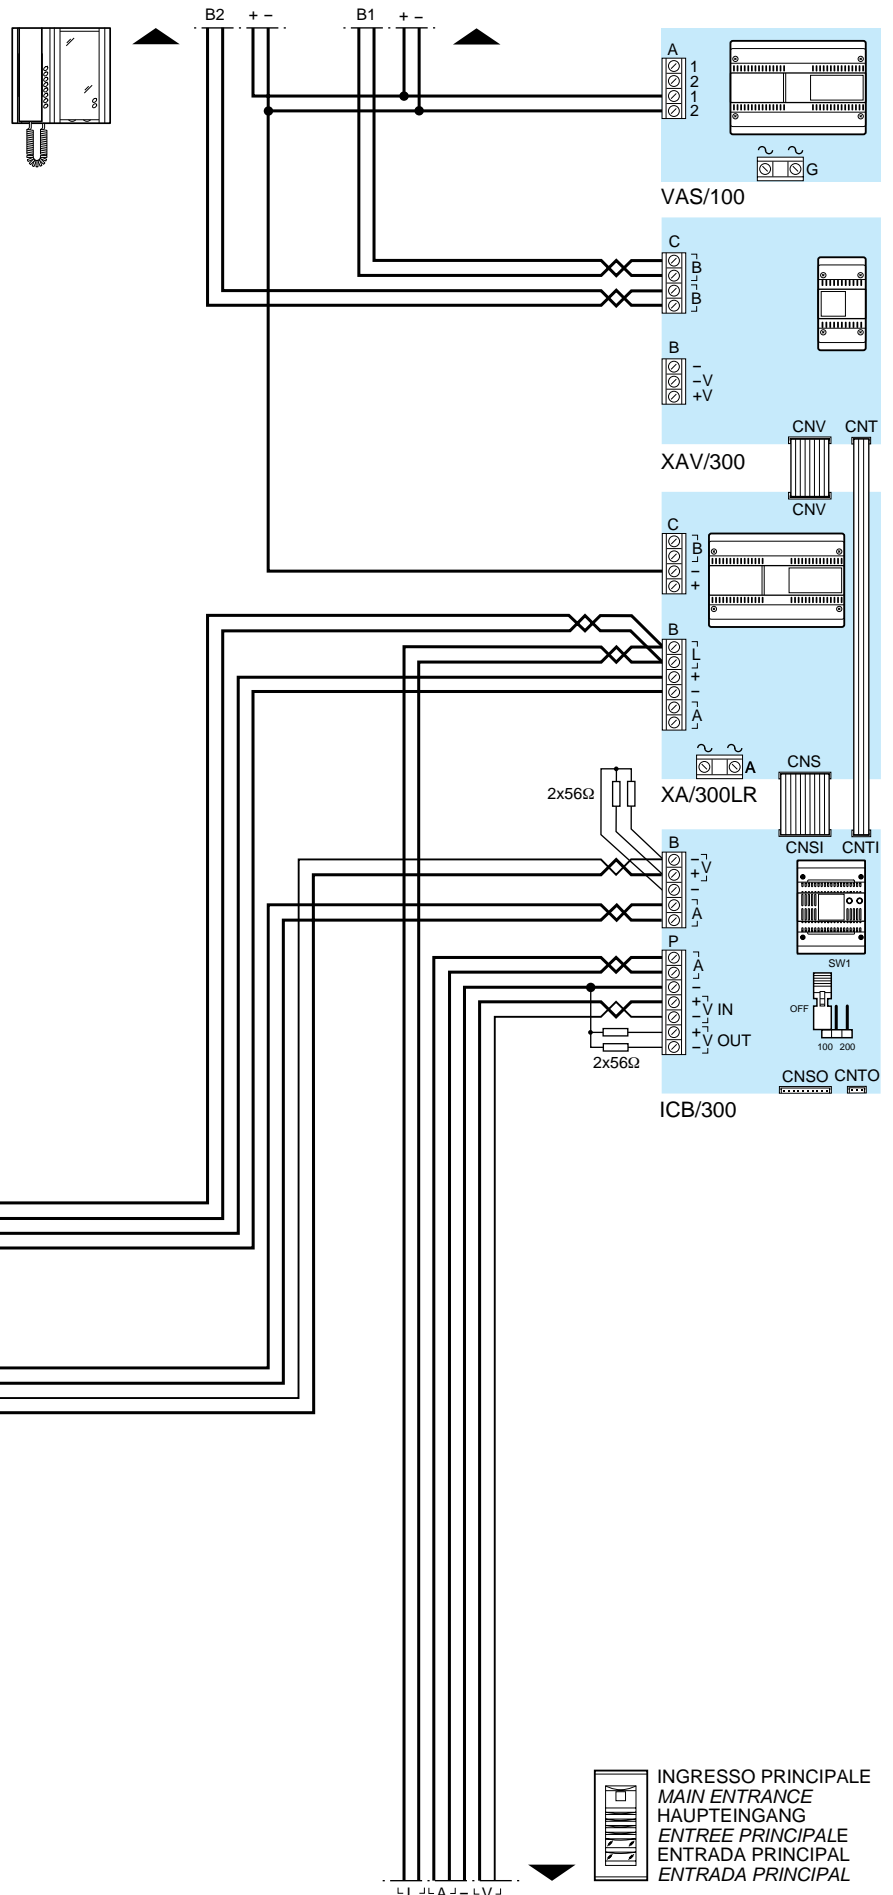 B2 + − B1 + −
A
1
2
1
2
G
VAS/100
C
B
B
B
−
−V
+V
CNV CNT
XAV/300
CNV
C
B
−
+
B
L
+
−
A
A
CNS
2x56Ω
XA/300LR
CNSI CNTI
B
− V
+
−
A
SW1
P
A
−
+ V IN
−
+ V OUT
−
OFF
100 200
2x56Ω
CNSO CNTO
ICB/300
INGRESSO PRINCIPALE
MAIN ENTRANCE
HAUPTEINGANG
ENTREE PRINCIPALE
ENTRADA PRINCIPAL
ENTRADA PRINCIPAL
L A − V